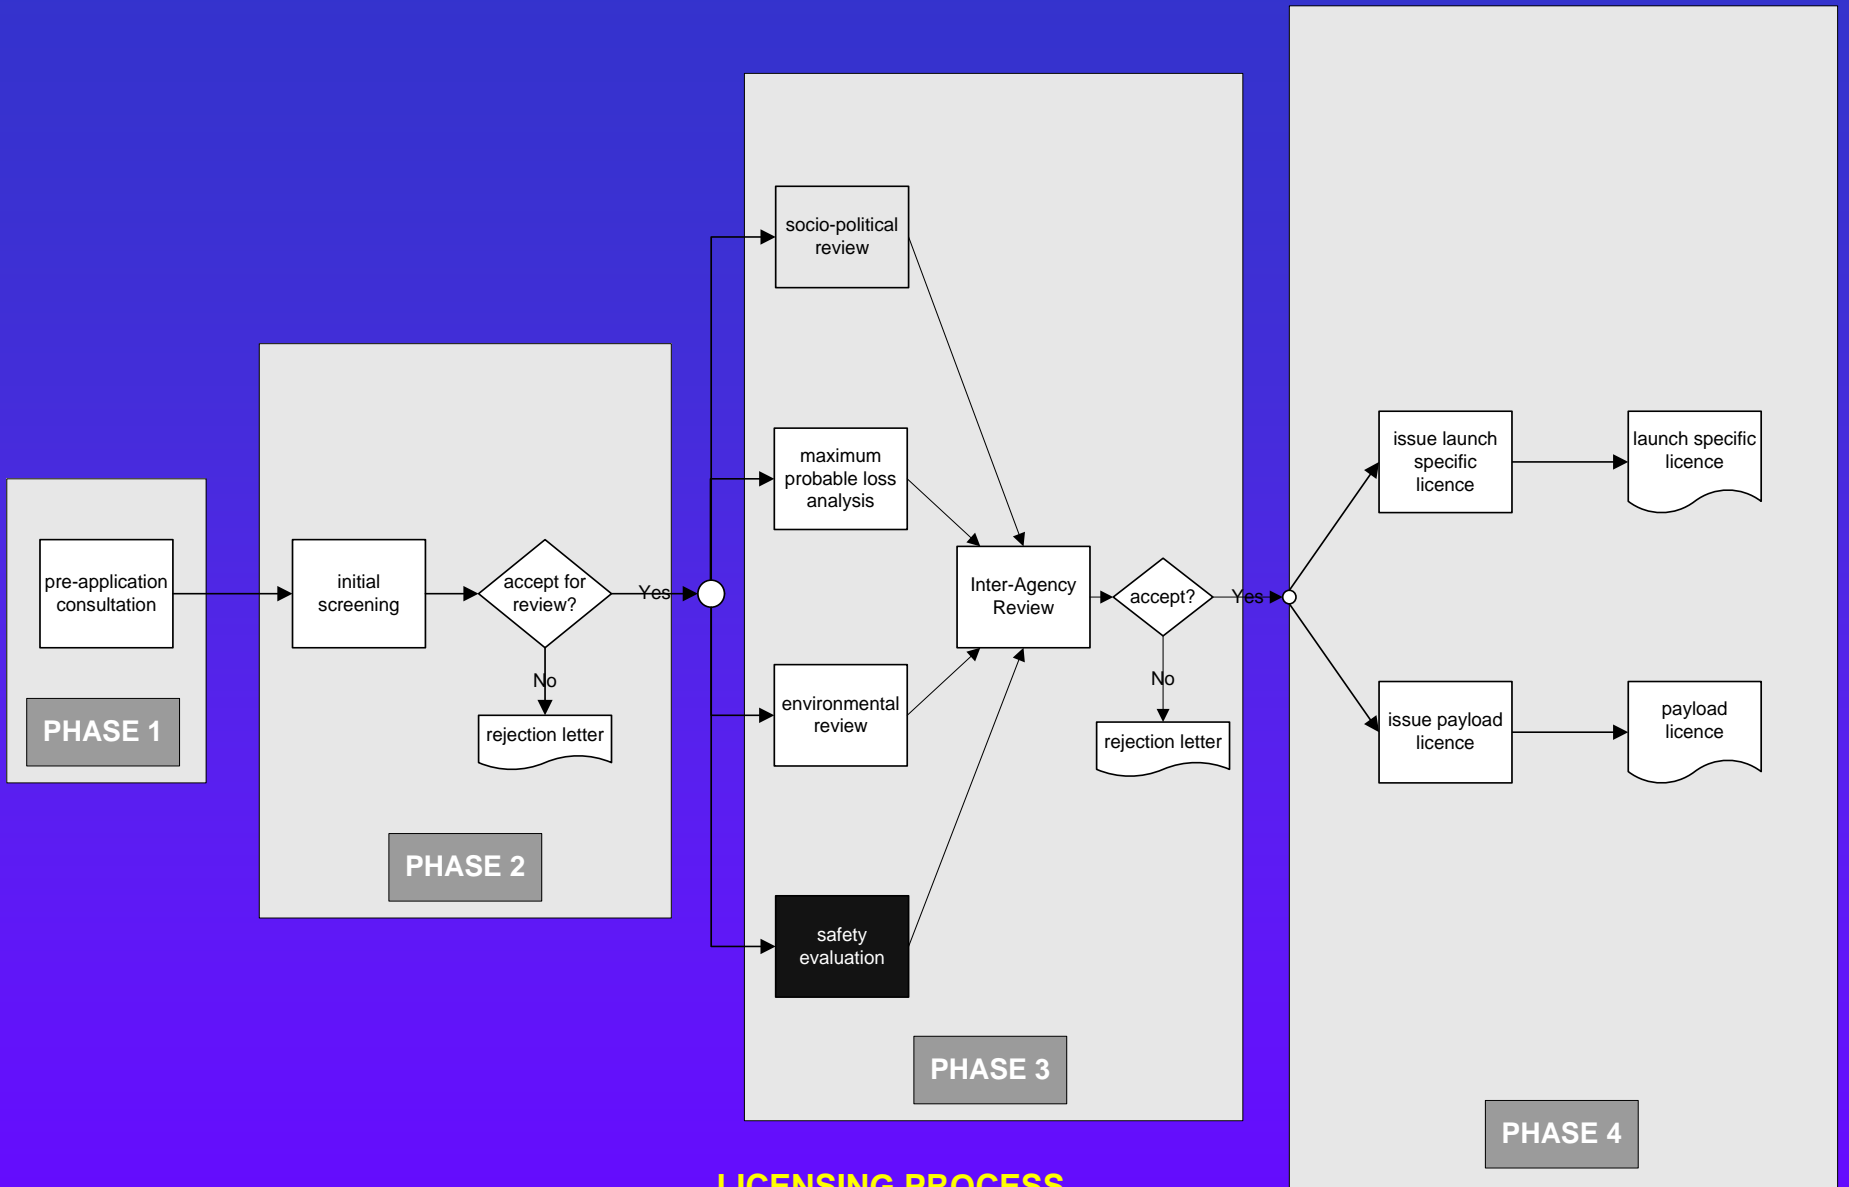 pre-application
consultation
PHASE 1
initial
screening
accept for
review?
Yes
No
rejection letter
PHASE 2
socio-political
review
maximum
probable loss
analysis
environmental
review
safety
evaluation
Inter-Agency
Review
accept?
Yes
No
rejection letter
PHASE 3
issue launch
specific
licence
launch specific
licence
issue payload
licence
payload
licence
PHASE 4
LICENSING PROCESS